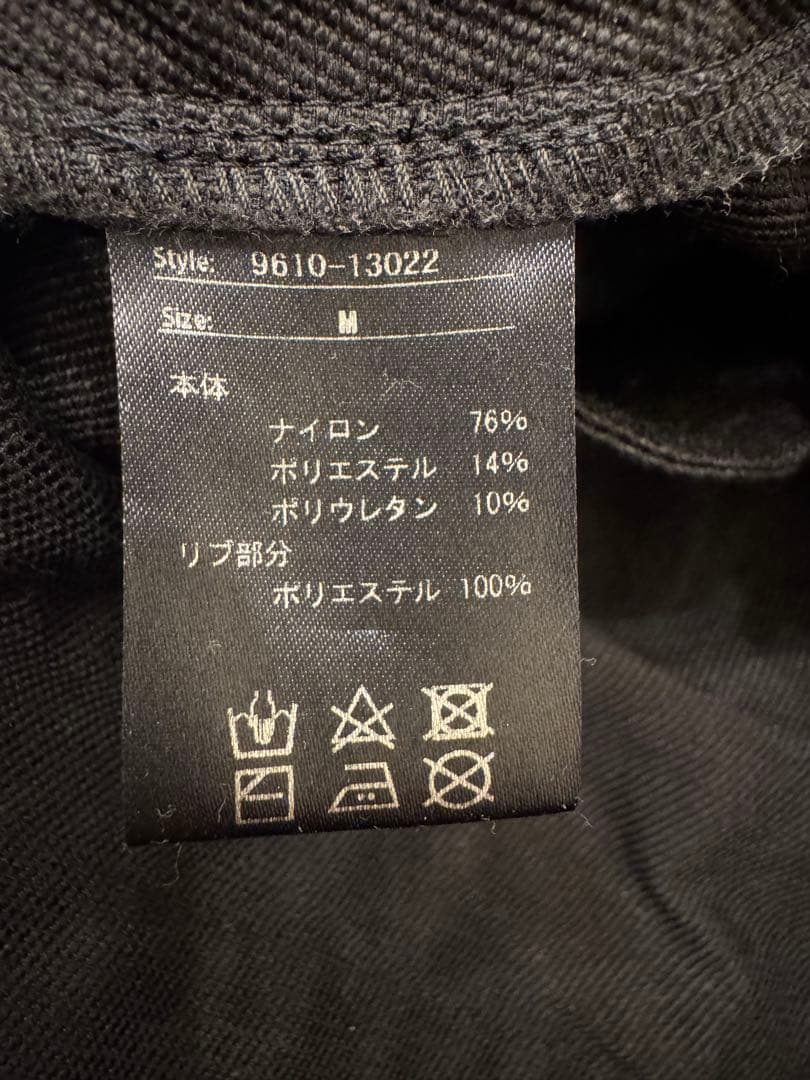 Style: 9610-13022
Size: M
本体
ナイロン 76%
ポリエステル 14%
ポリウレタン 10%
リブ部分
ポリエステル 100%